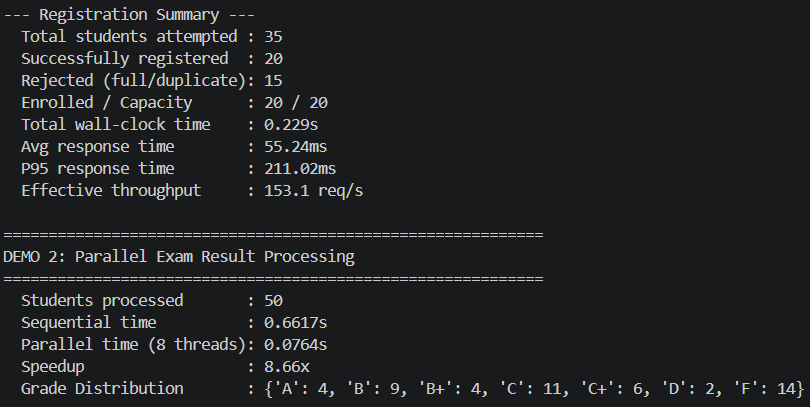 --- Registration Summary ---
Total students attempted : 35
Successfully registered  : 20
Rejected (full/duplicate): 15
Enrolled / Capacity      : 20 / 20
Total wall-clock time    : 0.229s
Avg response time        : 55.24ms
P95 response time        : 211.02ms
Effective throughput     : 153.1 req/s
============================================================
DEMO 2: Parallel Exam Result Processing
============================================================
Students processed       : 50
Sequential time          : 0.6617s
Parallel time (8 threads): 0.0764s
Speedup                  : 8.66x
Grade Distribution       : {'A': 4, 'B': 9, 'B+': 4, 'C': 11, 'C+': 6, 'D': 2, 'F': 14}